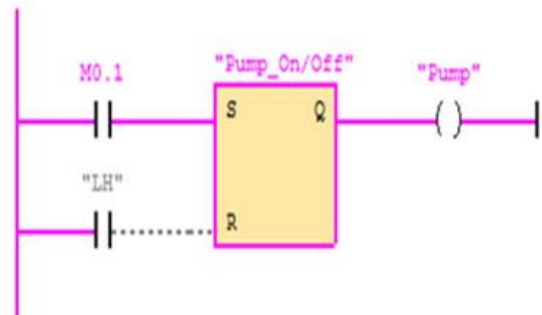 M0.1
"Pump_On/Off"
"Pump"
S
Q
"LH"
R